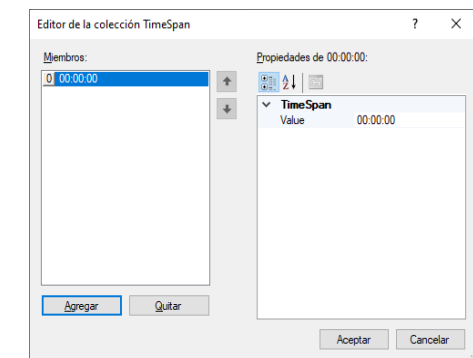 Editor de la colección TimeSpan ?
Miembros:
0 00:00:00
Agregar Quitar
Propiedades de 00:00:00:
TimeSpan
Value 00:00:00
Aceptar Cancelar